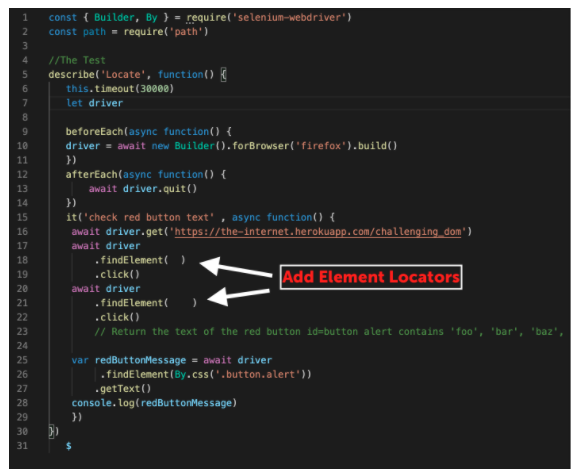 1 const { Builder, By } = require('selenium-webdriver')
2 const path = require('path')
3
4 //The Test
5 describe('Locate', function() {
6 this.timeout(30000)
7 let driver
8
9 beforeEach(async function() {
10 driver = await new Builder().forBrowser('firefox').build()
11 })
12 afterEach(async function() {
13 await driver.quit()
14 })
15 it('check red button text' , async function() {
16 await driver.get('https://the-internet.herokuapp.com/challenging_dom')
17 await driver
18 .findElement(  )
19 .click()
Add Element Locators
20 await driver
21 .findElement(    )
22 .click()
23 // Return the text of the red button id=button alert contains 'foo', 'bar', 'baz',
24
25 var redButtonMessage = await driver
26 .findElement(By.css('.button.alert'))
27 .getText()
28 console.log(redButtonMessage)
29 })
30 })
31 $